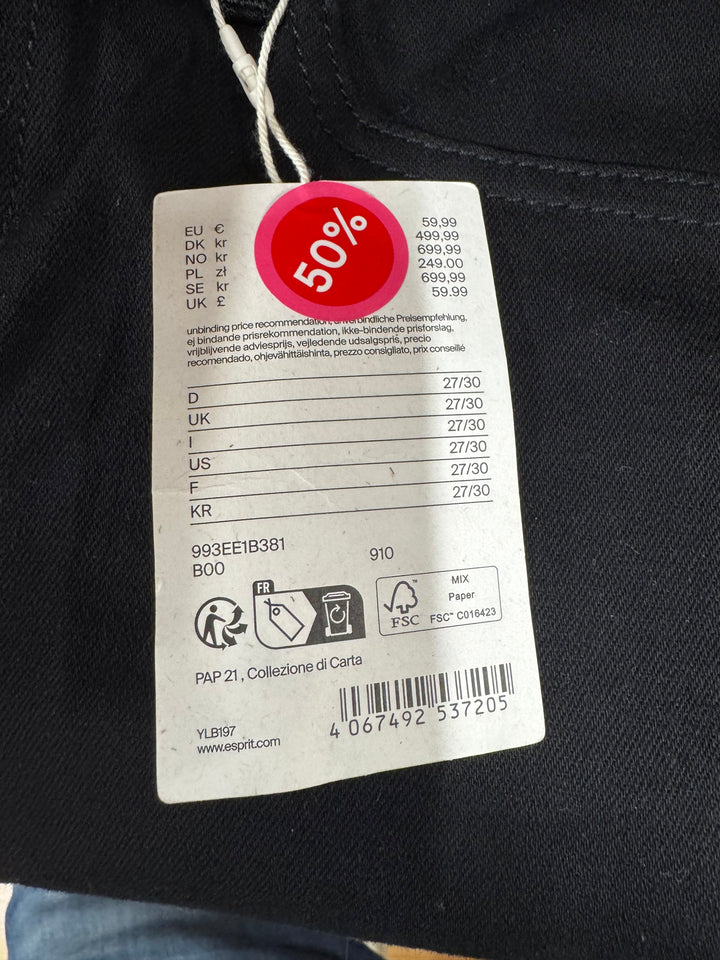 50%
EU € 59,99
DK kr 499,99
NO kr 699,99
PL zł 249.00
SE kr 699,99
UK £ 59.99
unbinding price recommendation, unverbindliche Preisempfehlung,
ej bindande prisrekommendation, ikke-bindende prisforslag,
vrijblijvende adviesprijs, vejledende udsalgspris, precio
recomendado, ohjevähittäishinta, prezzo consigliato, prix conseillé
D 27/30
UK 27/30
I 27/30
US 27/30
F 27/30
KR 27/30
993EE1B381 910
B00
FR
MIX
Paper
FSC™ C016423
FSC™
PAP 21 , Collezione di Carta
4 067492 537205
YLB197
www.esprit.com